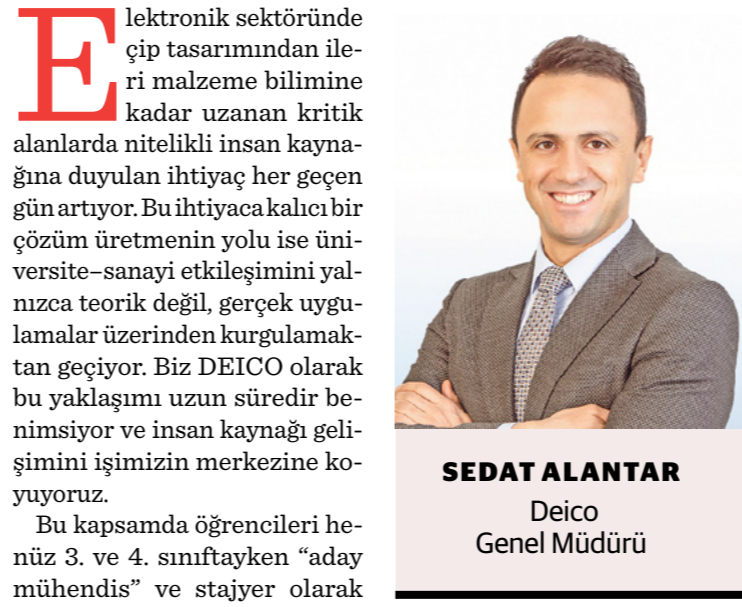 Elektronik sektöründe
çip tasarımından ile-
ri malzeme bilimine
kadar uzanan kritik
alanlarda nitelikli insan kayna-
ğına duyulan ihtiyaç her geçen
gün artıyor. Bu ihtiyaca kalıcı bir
çözüm üretmenin yolu ise üni-
versite–sanayi etkileşimini yal-
nızca teorik değil, gerçek uygu-
lamalar üzerinden kurgulamak-
tan geçiyor. Biz DEICO olarak
bu yaklaşımı uzun süredir be-
nimsiyor ve insan kaynağı geli-
şimini işimizin merkezine ko-
yuyoruz.
Bu kapsamda öğrencileri he-
nüz 3. ve 4. sınıftayken “aday
mühendis” ve stajyer olarak
SEDAT ALANTAR
Deico
Genel Müdürü